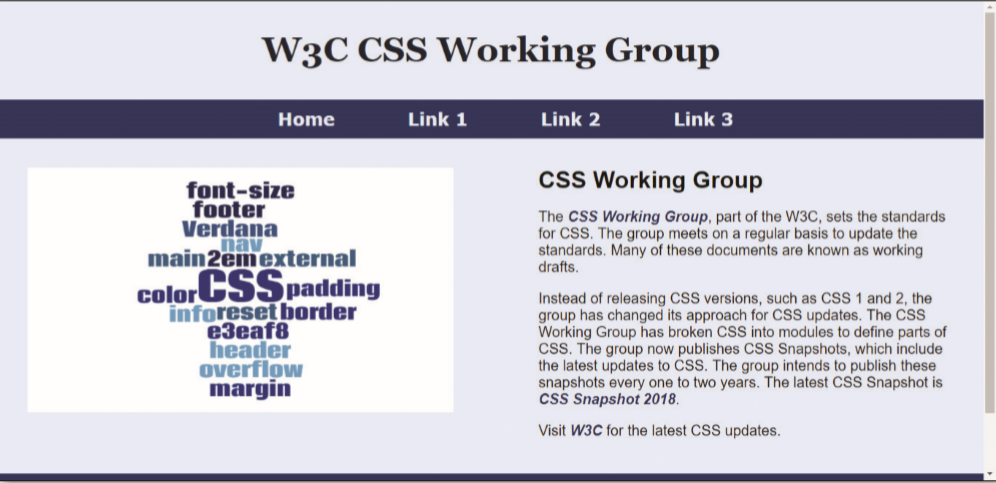 W3C CSS Working Group
Home Link 1 Link 2 Link 3
font-size
footer
Verdana
nav
main 2em external
color CSS padding
info reset border
e3eaf8
header
overflow
margin
CSS Working Group
The CSS Working Group, part of the W3C, sets the standards
for CSS. The group meets on a regular basis to update the
standards. Many of these documents are known as working
drafts.
Instead of releasing CSS versions, such as CSS 1 and 2, the
group has changed its approach for CSS updates. The CSS
Working Group has broken CSS into modules to define parts of
CSS. The group now publishes CSS Snapshots, which include
the latest updates to CSS. The group intends to publish these
snapshots every one to two years. The latest CSS Snapshot is
CSS Snapshot 2018.
Visit W3C for the latest CSS updates.